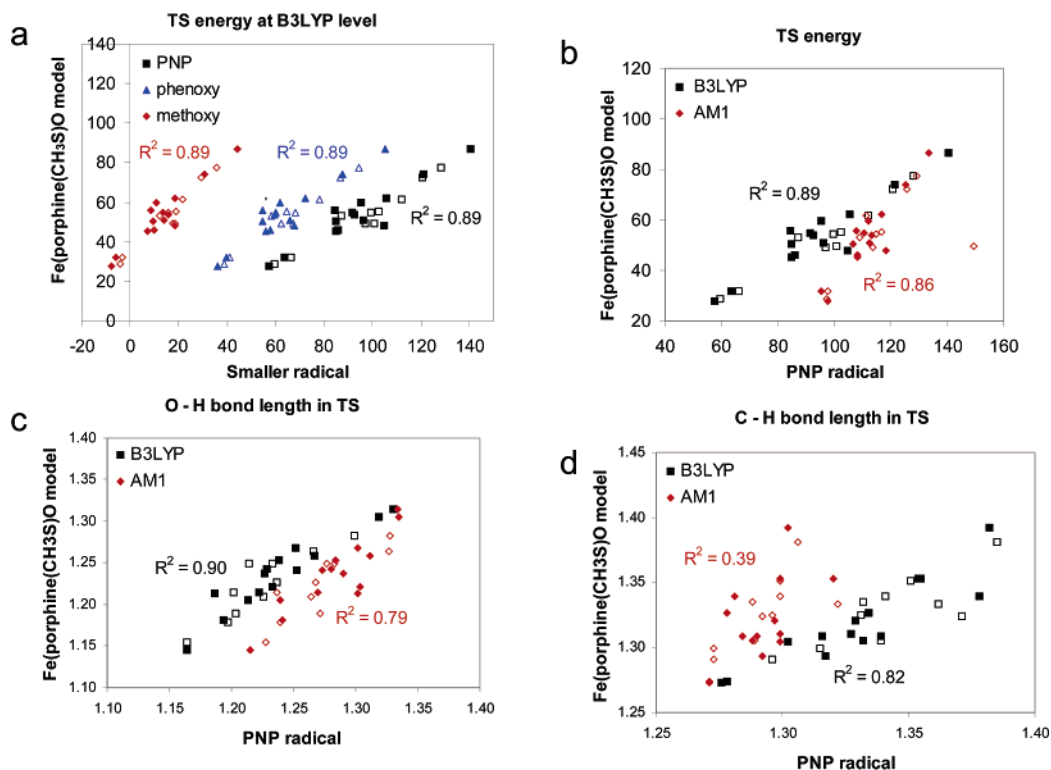 a
TS energy at B3LYP level
Fe(porphine(CH₃S)O model
140
120
100
80
60
40
20
0
PNP
phenoxy
methoxy
R² = 0.89
R² = 0.89
R² = 0.89
-20 0 20 40 60 80 100 120 140
Smaller radical
b
TS energy
Fe(porphine(CH₃S)O model
120
100
80
60
40
20
B3LYP
AM1
R² = 0.89
R² = 0.86
40 60 80 100 120 140 160
PNP radical
c
O - H bond length in TS
Fe(porphine(CH3S)O model
1.40
1.35
1.30
1.25
1.20
1.15
1.10
B3LYP
AM1
R² = 0.90
R² = 0.79
1.10 1.15 1.20 1.25 1.30 1.35 1.40
PNP radical
d
C - H bond length in TS
Fe(porphine(CH3S)O model
1.45
1.40
1.35
1.30
1.25
B3LYP
AM1
R² = 0.39
R² = 0.82
1.25 1.30 1.35 1.40
PNP radical